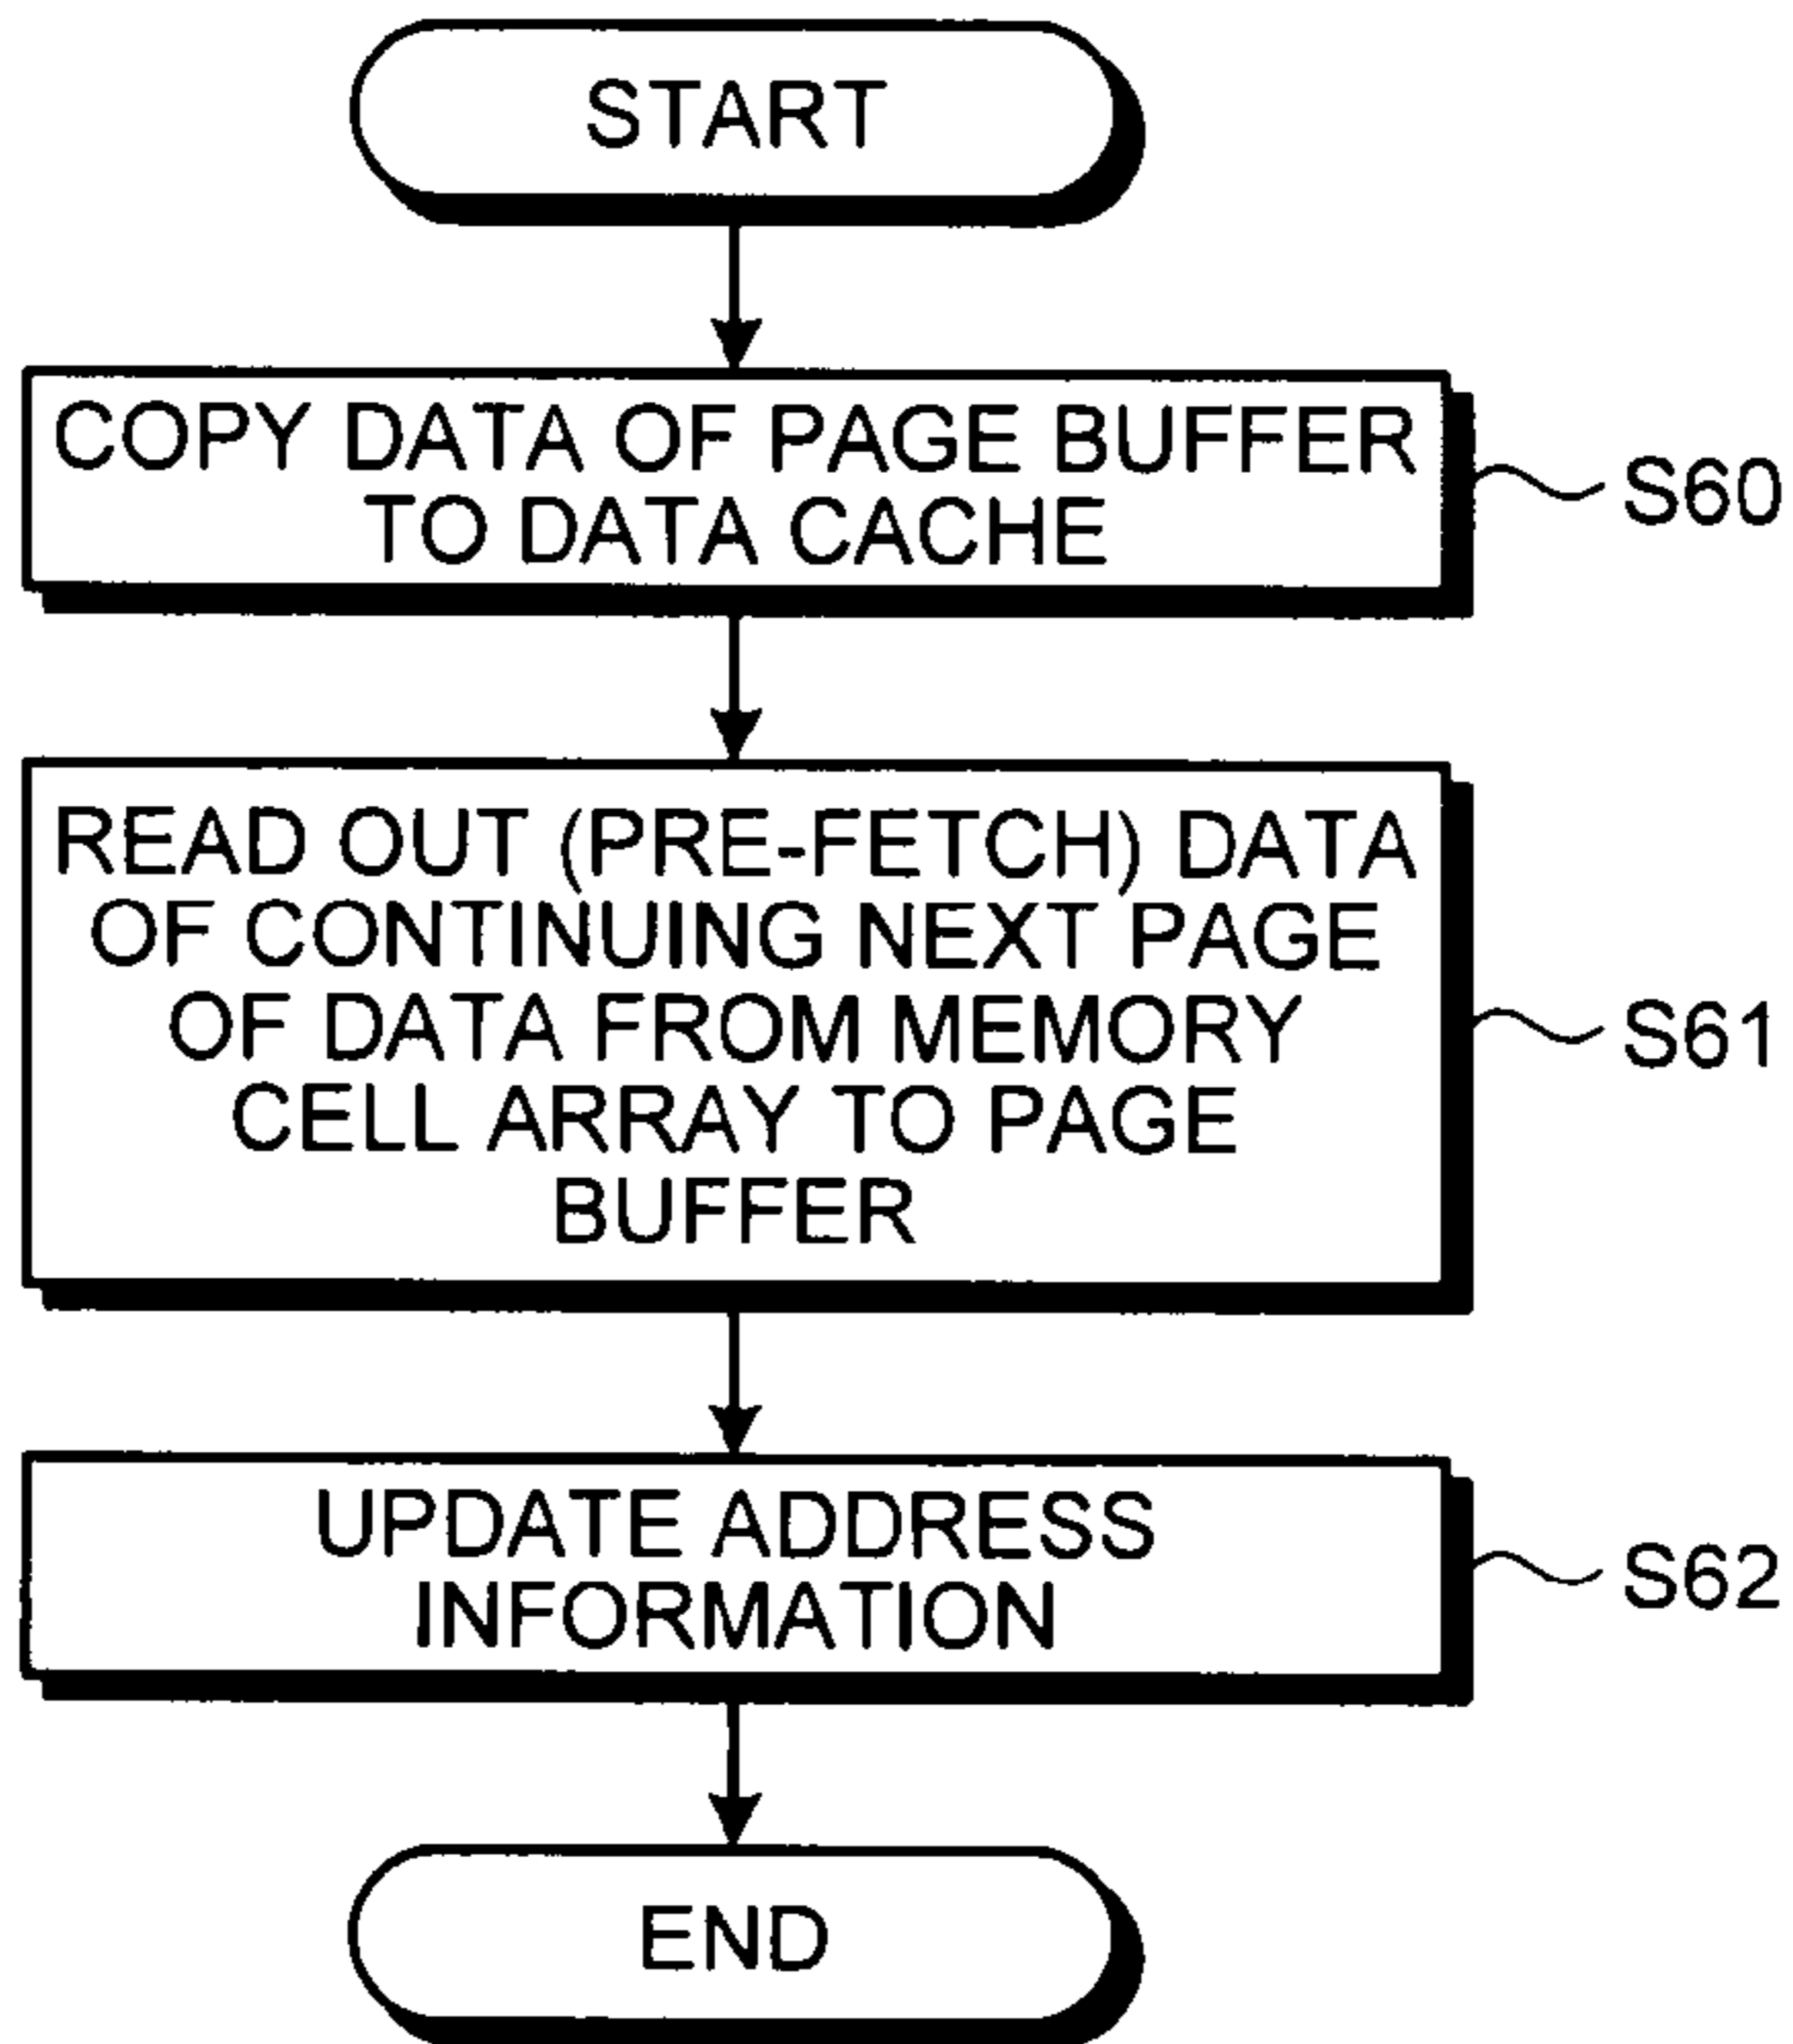 START
COPY DATA OF PAGE BUFFER
TO DATA CACHE
S60
READ OUT (PRE-FETCH) DATA
OF CONTINUING NEXT PAGE
OF DATA FROM MEMORY
CELL ARRAY TO PAGE
BUFFER
S61
UPDATE ADDRESS
INFORMATION
S62
END